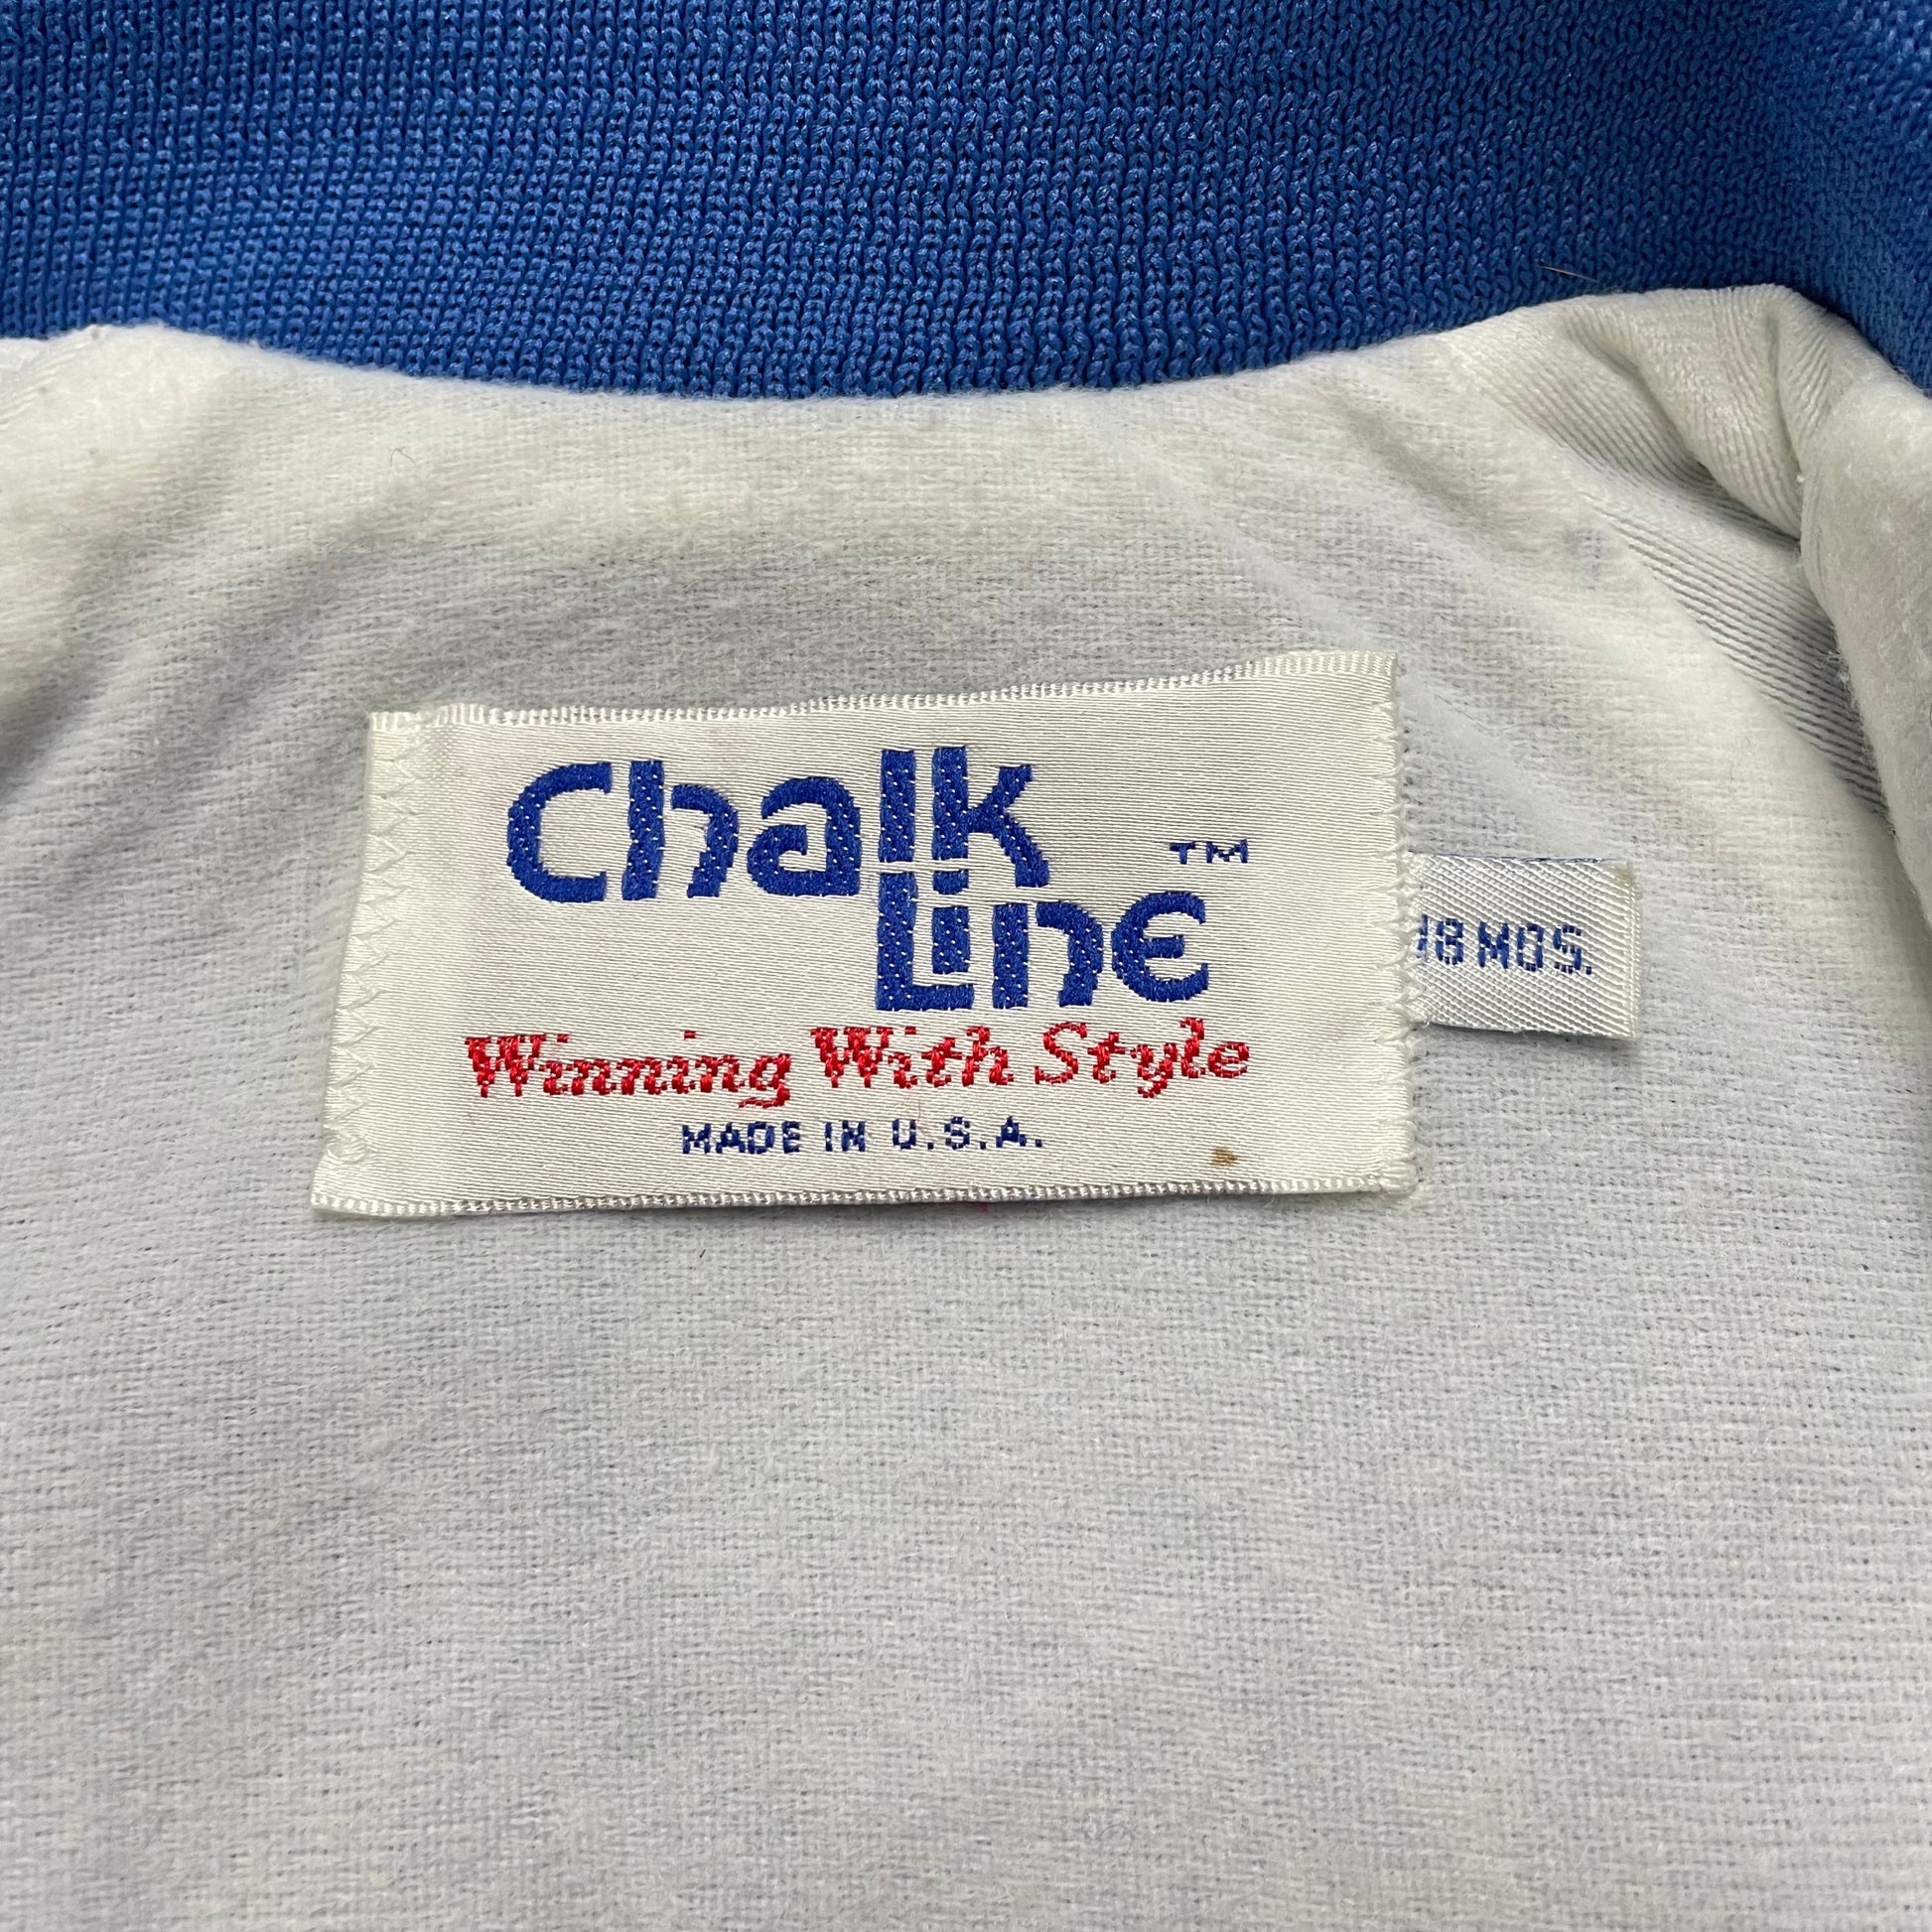 Chalk
Line ™
Winning With Style
MADE IN U.S.A.
18 MOS.